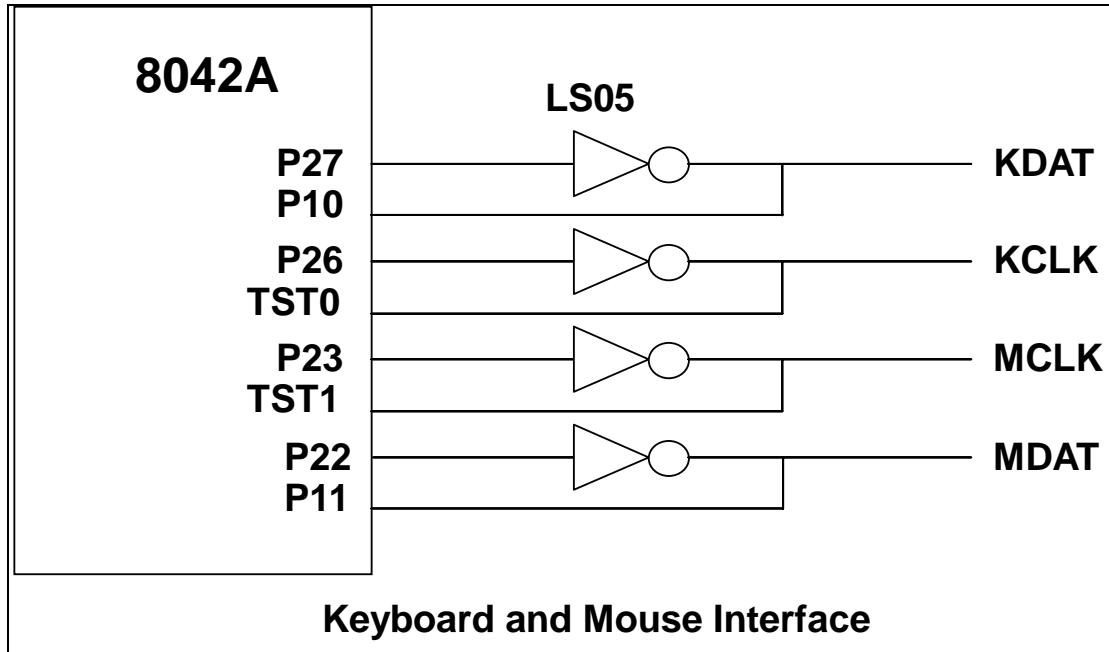 8042A
LS05
P27
KDAT
P10
P26
KCLK
TST0
P23
MCLK
TST1
P22
MDAT
P11
Keyboard and Mouse Interface